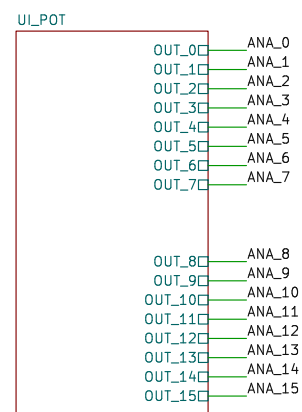 UI_POT
OUT_0 ANA_0
OUT_1 ANA_1
OUT_2 ANA_2
OUT_3 ANA_3
OUT_4 ANA_4
OUT_5 ANA_5
OUT_6 ANA_6
OUT_7 ANA_7
OUT_8 ANA_8
OUT_9 ANA_9
OUT_10 ANA_10
OUT_11 ANA_11
OUT_12 ANA_12
OUT_13 ANA_13
OUT_14 ANA_14
OUT_15 ANA_15